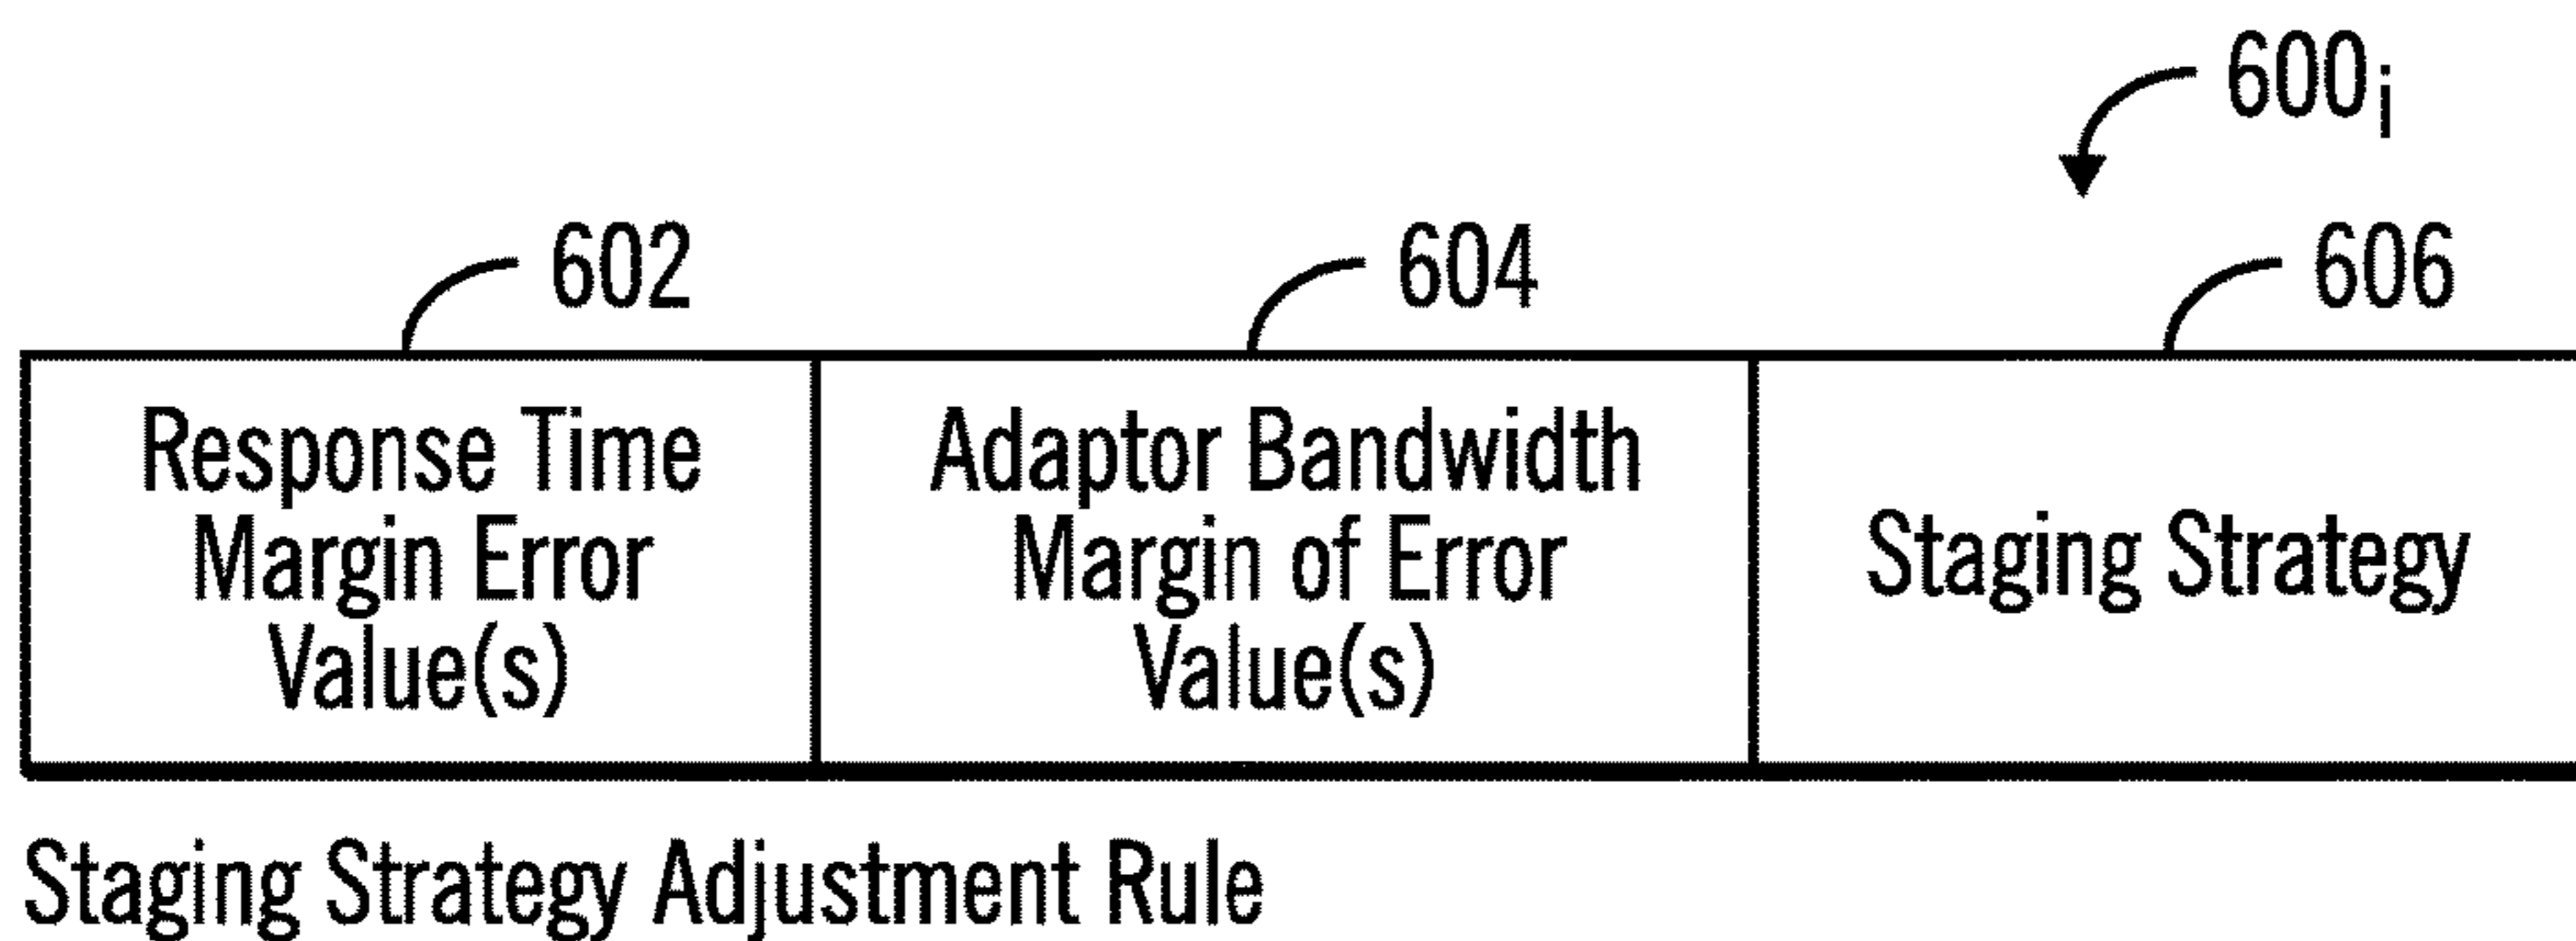 600i
602
604
606
Response Time
Margin Error
Value(s)
Adaptor Bandwidth
Margin of Error
Value(s)
Staging Strategy
Staging Strategy Adjustment Rule